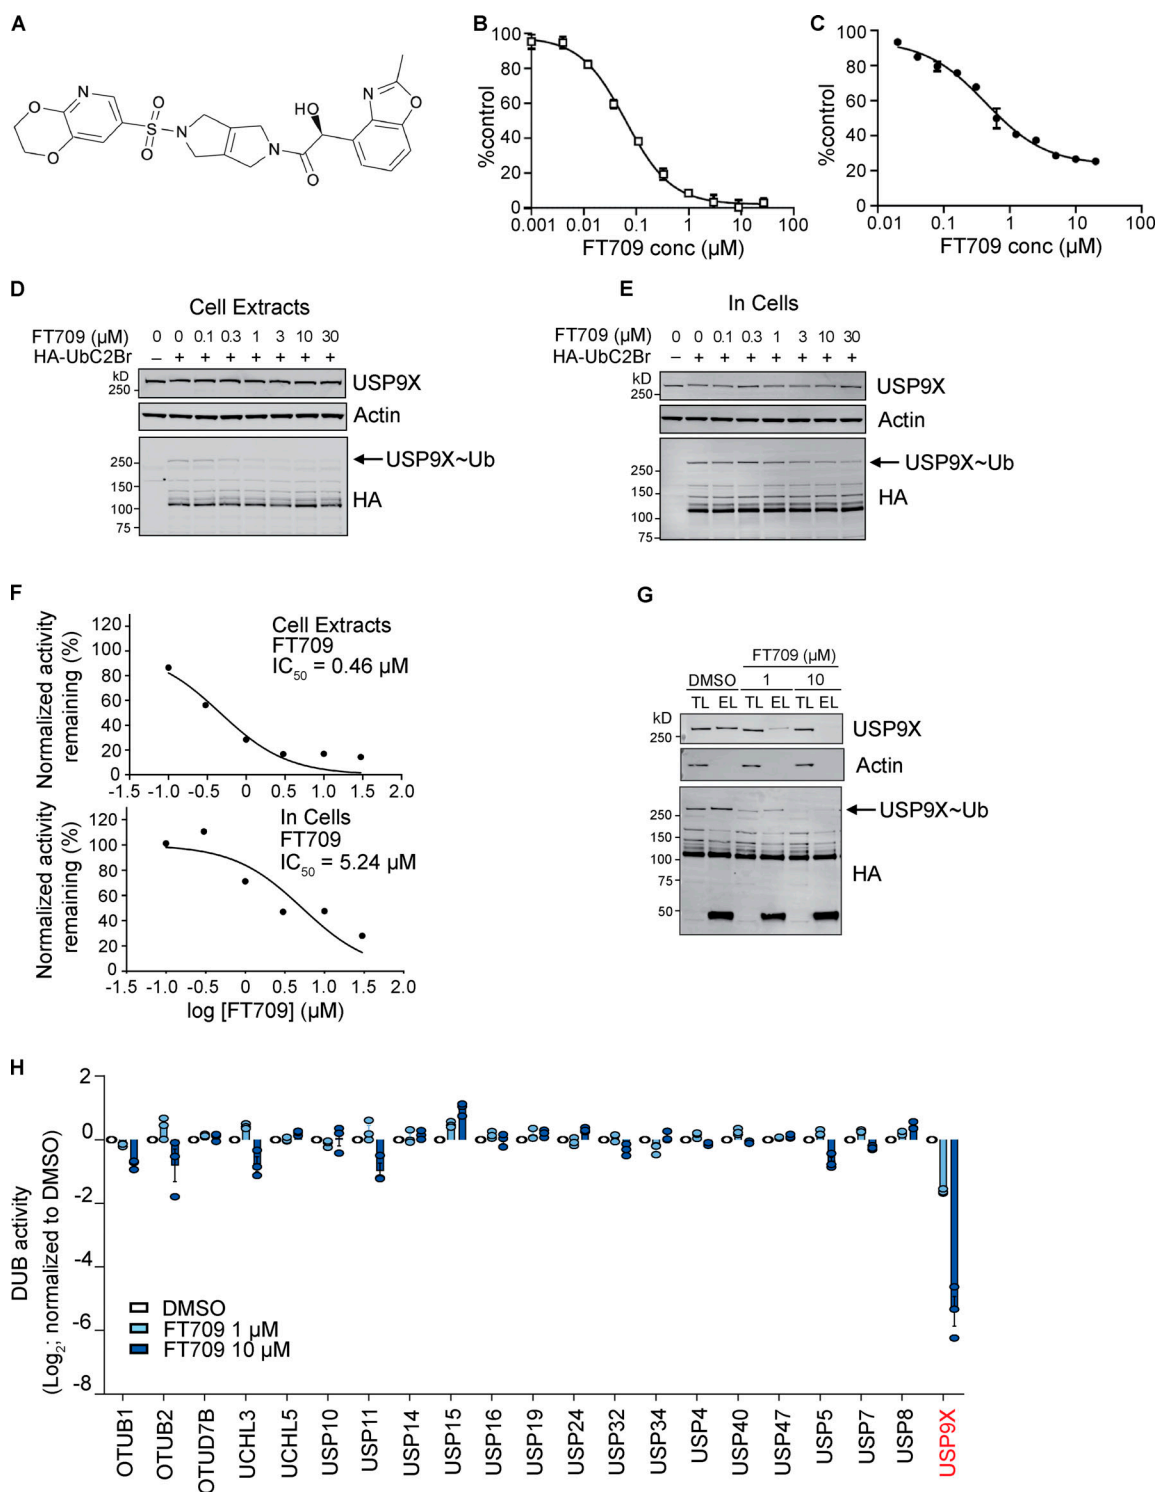 A
N
O
O
S
O
O
N
N
O
HO
N
O
B
100
80
60
40
20
0
%control
0.001 0.01 0.1 1 10 100
FT709 conc (µM)
C
100
80
60
40
20
0
%control
0.01 0.1 1 10 100
FT709 conc (µM)
D
Cell Extracts
FT709 (µM) 0 0 0.1 0.3 1 3 10 30
HA-UbC2Br – + + + + + + +
kD
250
USP9X
Actin
250
150
100
75
USP9X~Ub
HA
E
In Cells
FT709 (µM) 0 0 0.1 0.3 1 3 10 30
HA-UbC2Br – + + + + + + +
kD
250
USP9X
Actin
250
150
100
75
USP9X~Ub
HA
F
Normalized activity
remaining (%)
120
100
80
60
40
20
0
Cell Extracts
FT709
IC50 = 0.46 µM
-1.5 -1.0 -0.5 0 0.5 1.0 1.5 2.0
Normalized activity
remaining (%)
120
100
80
60
40
20
0
In Cells
FT709
IC50 = 5.24 µM
-1.5 -1.0 -0.5 0 0.5 1.0 1.5 2.0
log [FT709] (µM)
G
FT709 (µM)
DMSO 1 10
TL EL TL EL TL EL
kD
250
USP9X
Actin
250
150
100
75
50
USP9X~Ub
HA
H
DUB activity
(Log2; normalized to DMSO)
2
0
-2
-4
-6
-8
DMSO
FT709 1 µM
FT709 10 µM
OTUB1
OTUB2
OTUD7B
UCHL3
UCHL5
USP10
USP11
USP14
USP15
USP16
USP19
USP24
USP32
USP34
USP4
USP40
USP47
USP5
USP7
USP8
USP9X